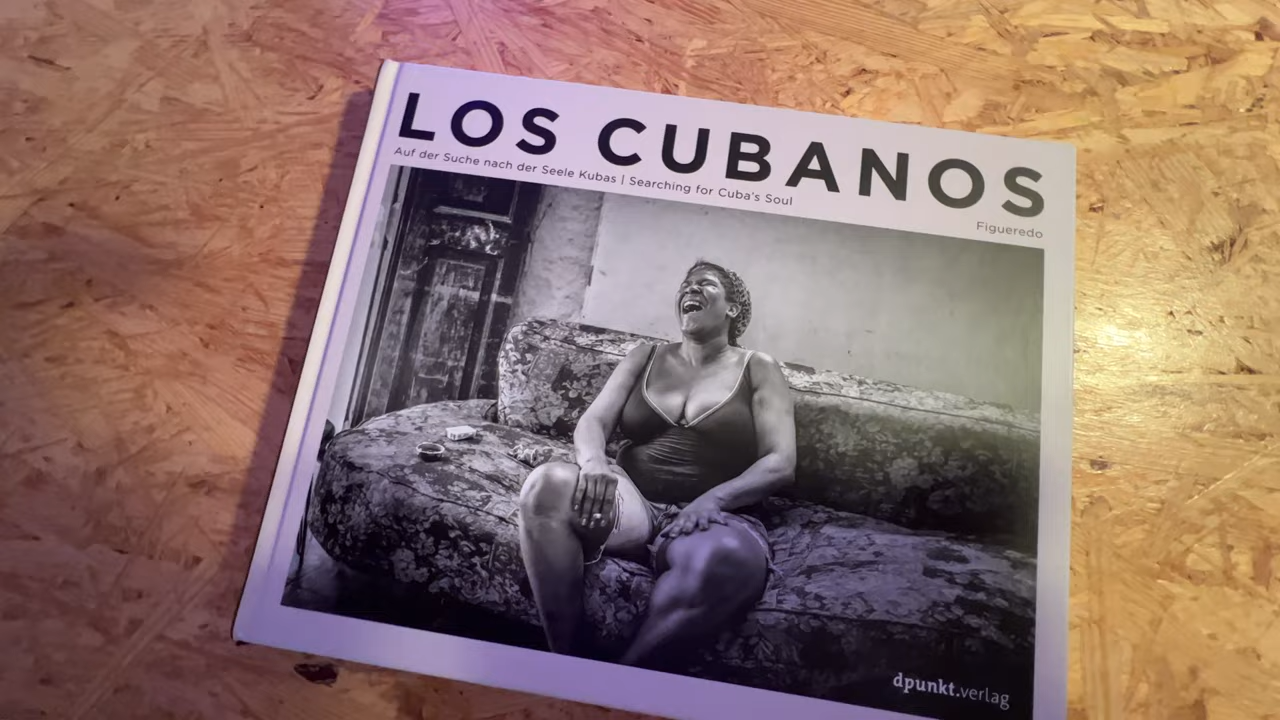 LOS CUBANOS
Auf der Suche nach der Seele Kubas | Searching for Cuba's Soul
Figueredo
dpunkt.verlag